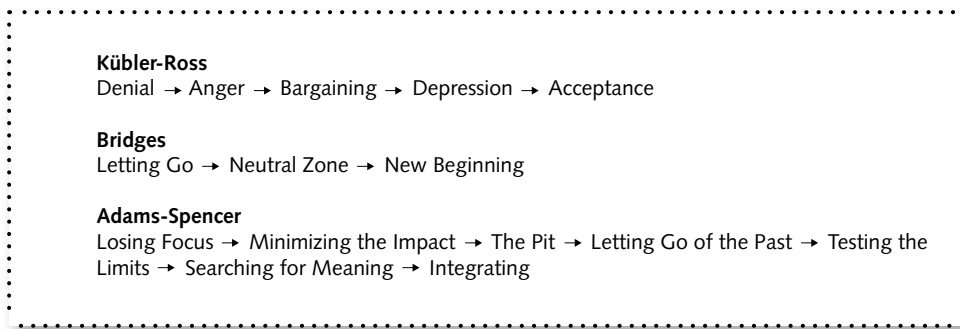 Kübler-Ross
Denial → Anger → Bargaining → Depression → Acceptance
Bridges
Letting Go → Neutral Zone → New Beginning
Adams-Spencer
Losing Focus → Minimizing the Impact → The Pit → Letting Go of the Past → Testing the
Limits → Searching for Meaning → Integrating